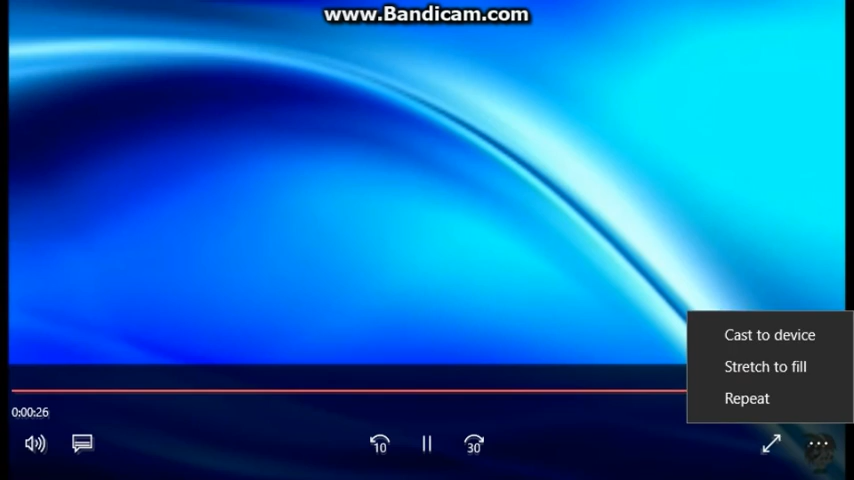 www.Bandicam.com
Cast to device
Stretch to fill
Repeat
0:00:26
10
30